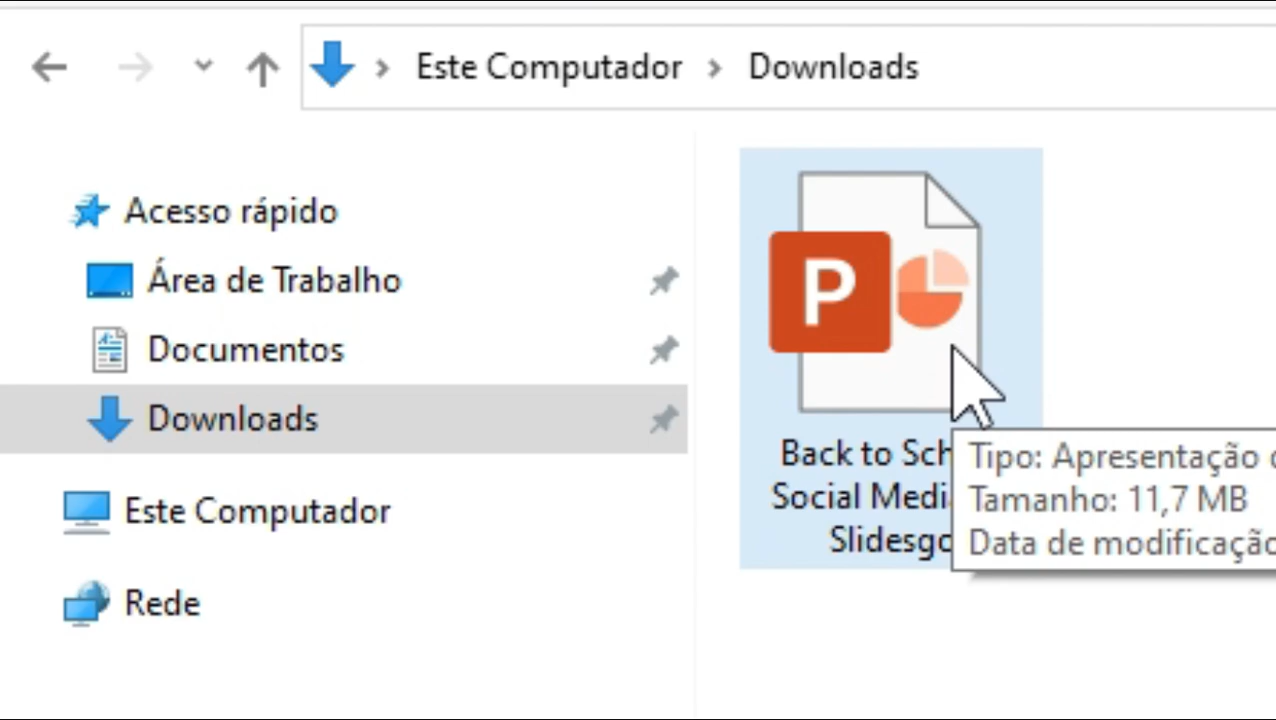 Este Computador > Downloads
Acesso rápido
Área de Trabalho
Documentos
Downloads
Este Computador
Rede
P
Back to Sch
Social Medi
Slidesgo
Tipo: Apresentação
Tamanho: 11,7 MB
Data de modificação